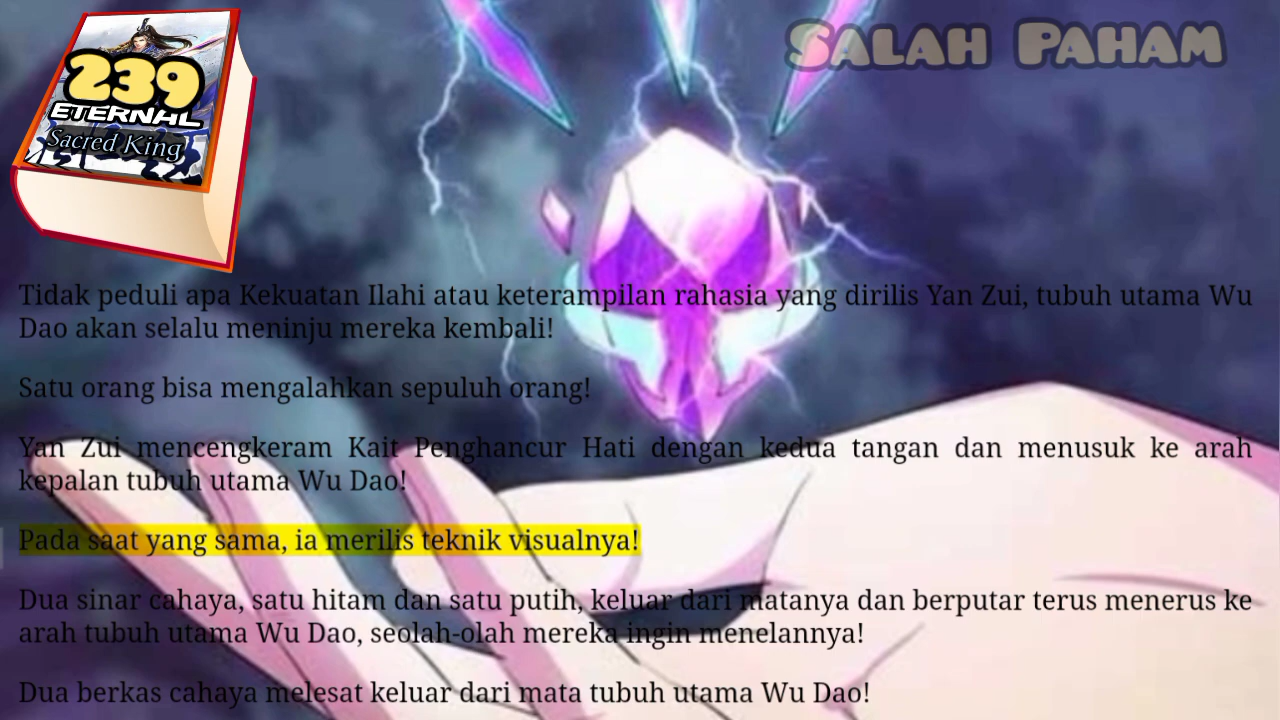 239
ETERNAL
Sacred King
SALAH PAHAM
Tidak peduli apa Kekuatan Ilahi atau keterampilan rahasia yang dirilis Yan Zui, tubuh utama Wu
Dao akan selalu meninju mereka kembali!
Satu orang bisa mengalahkan sepuluh orang!
Yan Zui mencengkeram Kait Penghancur Hati dengan kedua tangan dan menusuk ke arah
kepalan tubuh utama Wu Dao!
Pada saat yang sama, ia merilis teknik visualnya!
Dua sinar cahaya, satu hitam dan satu putih, keluar dari matanya dan berputar terus menerus ke
arah tubuh utama Wu Dao, seolah-olah mereka ingin menelannya!
Dua berkas cahaya melesat keluar dari mata tubuh utama Wu Dao!